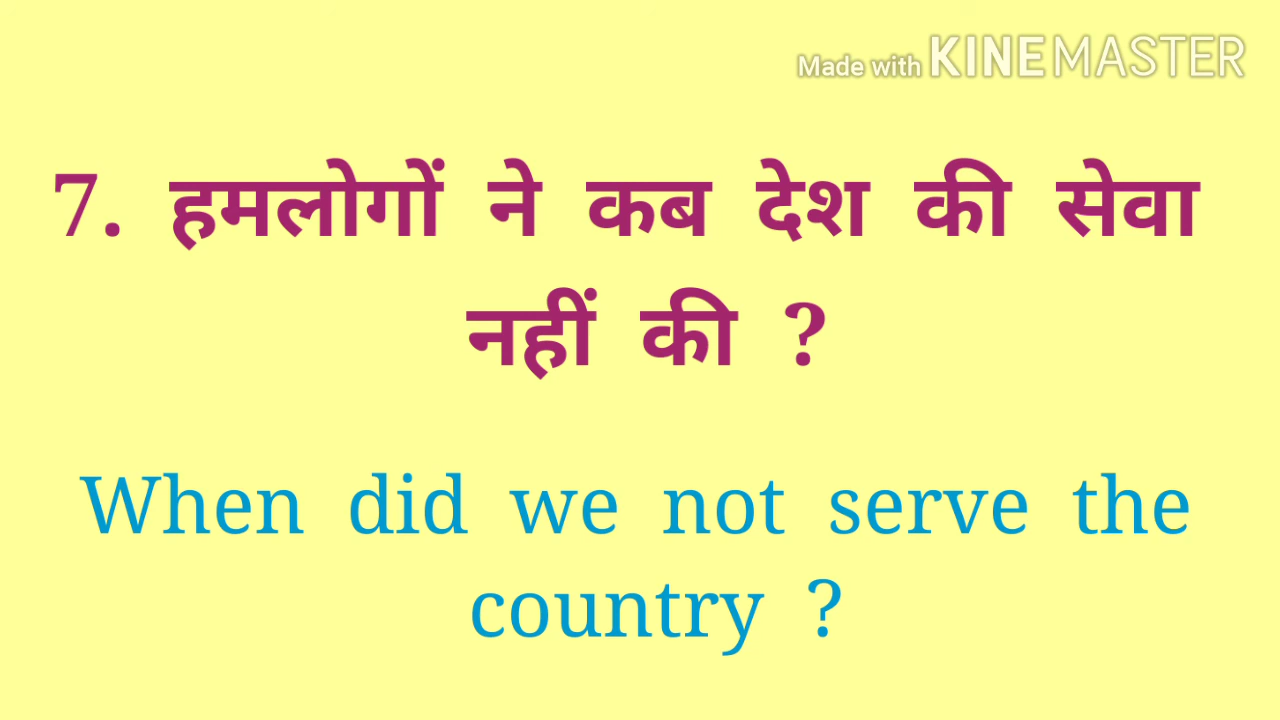 Made with KINEMASTER
7. हमलोगों ने कब देश की सेवा
नहीं की ?
When did we not serve the
country ?